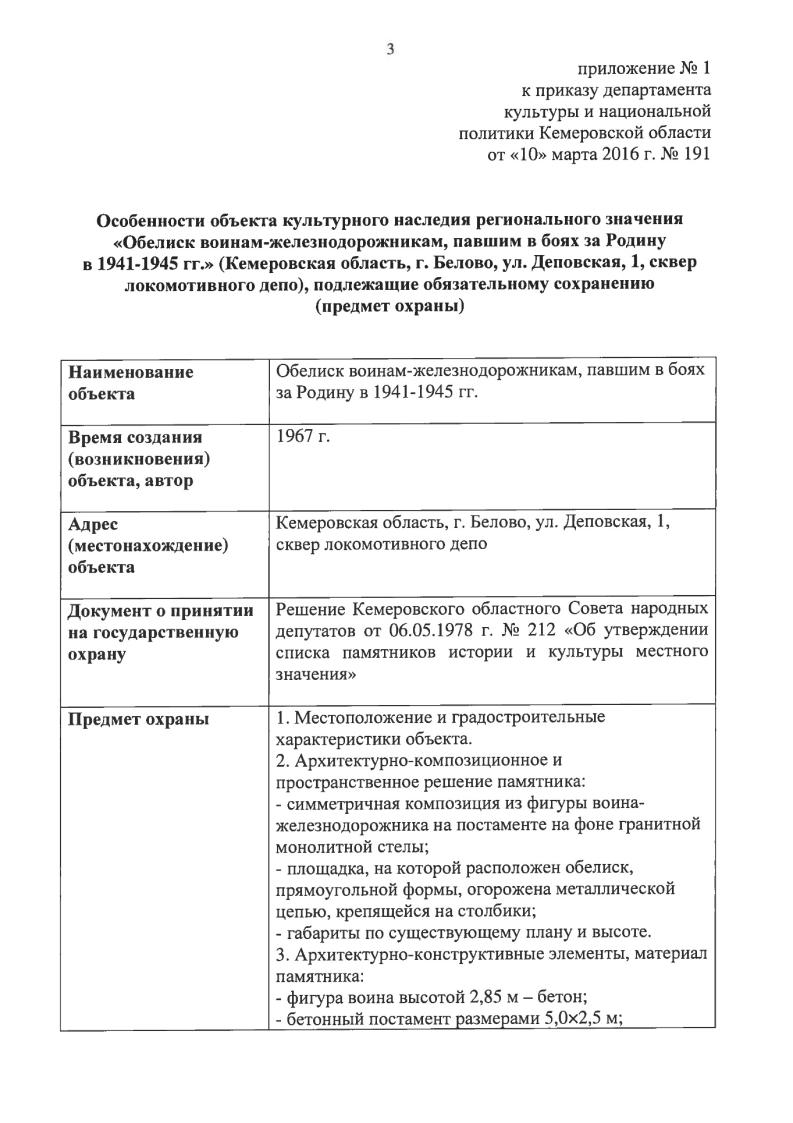 3
приложение № 1
к приказу департамента
культуры и национальной
политики Кемеровской области
от «10» марта 2016 г. № 191
Особенности объекта культурного наследия регионального значения
«Обелиск воинам-железнодорожникам, павшим в боях за Родину
в 1941-1945 гг.» (Кемеровская область, г. Белово, ул. Деповская, 1, сквер
локомотивного депо), подлежащие обязательному сохранению
(предмет охраны)
Наименование
объекта
Обелиск воинам-железнодорожникам, павшим в боях
за Родину в 1941-1945 гг.
Время создания
(возникновения)
объекта, автор
1967 г.
Адрес
(местонахождение)
объекта
Кемеровская область, г. Белово, ул. Деповская, 1,
сквер локомотивного депо
Документ о принятии
на государственную
охрану
Решение Кемеровского областного Совета народных
депутатов от 06.05.1978 г. № 212 «Об утверждении
списка памятников истории и культуры местного
значения»
Предмет охраны
1. Местоположение и градостроительные
характеристики объекта.
2. Архитектурно-композиционное и
пространственное решение памятника:
- симметричная композиция из фигуры воина-
железнодорожника на постаменте на фоне гранитной
монолитной стелы;
- площадка, на которой расположен обелиск,
прямоугольной формы, огорожена металлической
цепью, крепящейся на столбики;
- габариты по существующему плану и высоте.
3. Архитектурно-конструктивные элементы, материал
памятника:
- фигура воина высотой 2,85 м – бетон;
- бетонный постамент размерами 5,0×2,5 м;